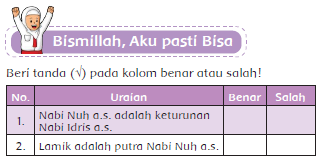 Bismillah, Aku pasti Bisa
Beri tanda (√) pada kolom benar atau salah!
No. Uraian Benar Salah
1. Nabi Nuh a.s. adalah keturunan
Nabi Idris a.s.
2. Lamik adalah putra Nabi Nuh a.s.